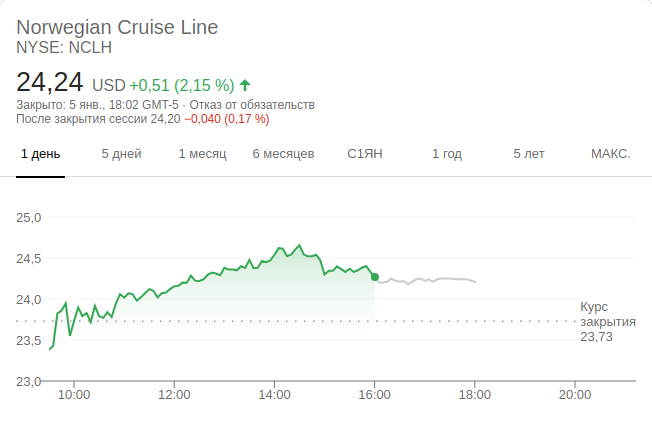 Norwegian Cruise Line
NYSE: NCLH
24,24 USD +0,51 (2,15 %)
Закрыто: 5 янв., 18:02 GMT-5 · Отказ от обязательств
После закрытия сессии 24,20 −0,040 (0,17 %)
1 день 5 дней 1 месяц 6 месяцев С1ЯН 1 год 5 лет МАКС.
25,0
24,5
24,0
Курс
закрытия
23,73
23,5
23,0
10:00 12:00 14:00 16:00 18:00 20:00